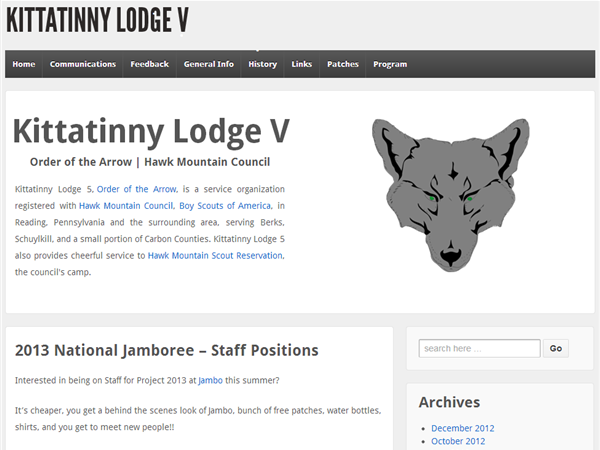 KITTATINNY LODGE V
Home Communications Feedback General Info History Links Patches Program
Kittatinny Lodge V
Order of the Arrow | Hawk Mountain Council
Kittatinny Lodge 5, Order of the Arrow, is a service organization
registered with Hawk Mountain Council, Boy Scouts of America, in
Reading, Pennsylvania and the surrounding area, serving Berks,
Schuylkill, and a small portion of Carbon Counties. Kittatinny Lodge 5
also provides cheerful service to Hawk Mountain Scout Reservation,
the council's camp.
2013 National Jamboree – Staff Positions
Interested in being on Staff for Project 2013 at Jambo this summer?
It's cheaper, you get a behind the scenes look of Jambo, bunch of free patches, water bottles,
shirts, and you get to meet new people!!
search here ... Go
Archives
December 2012
October 2012